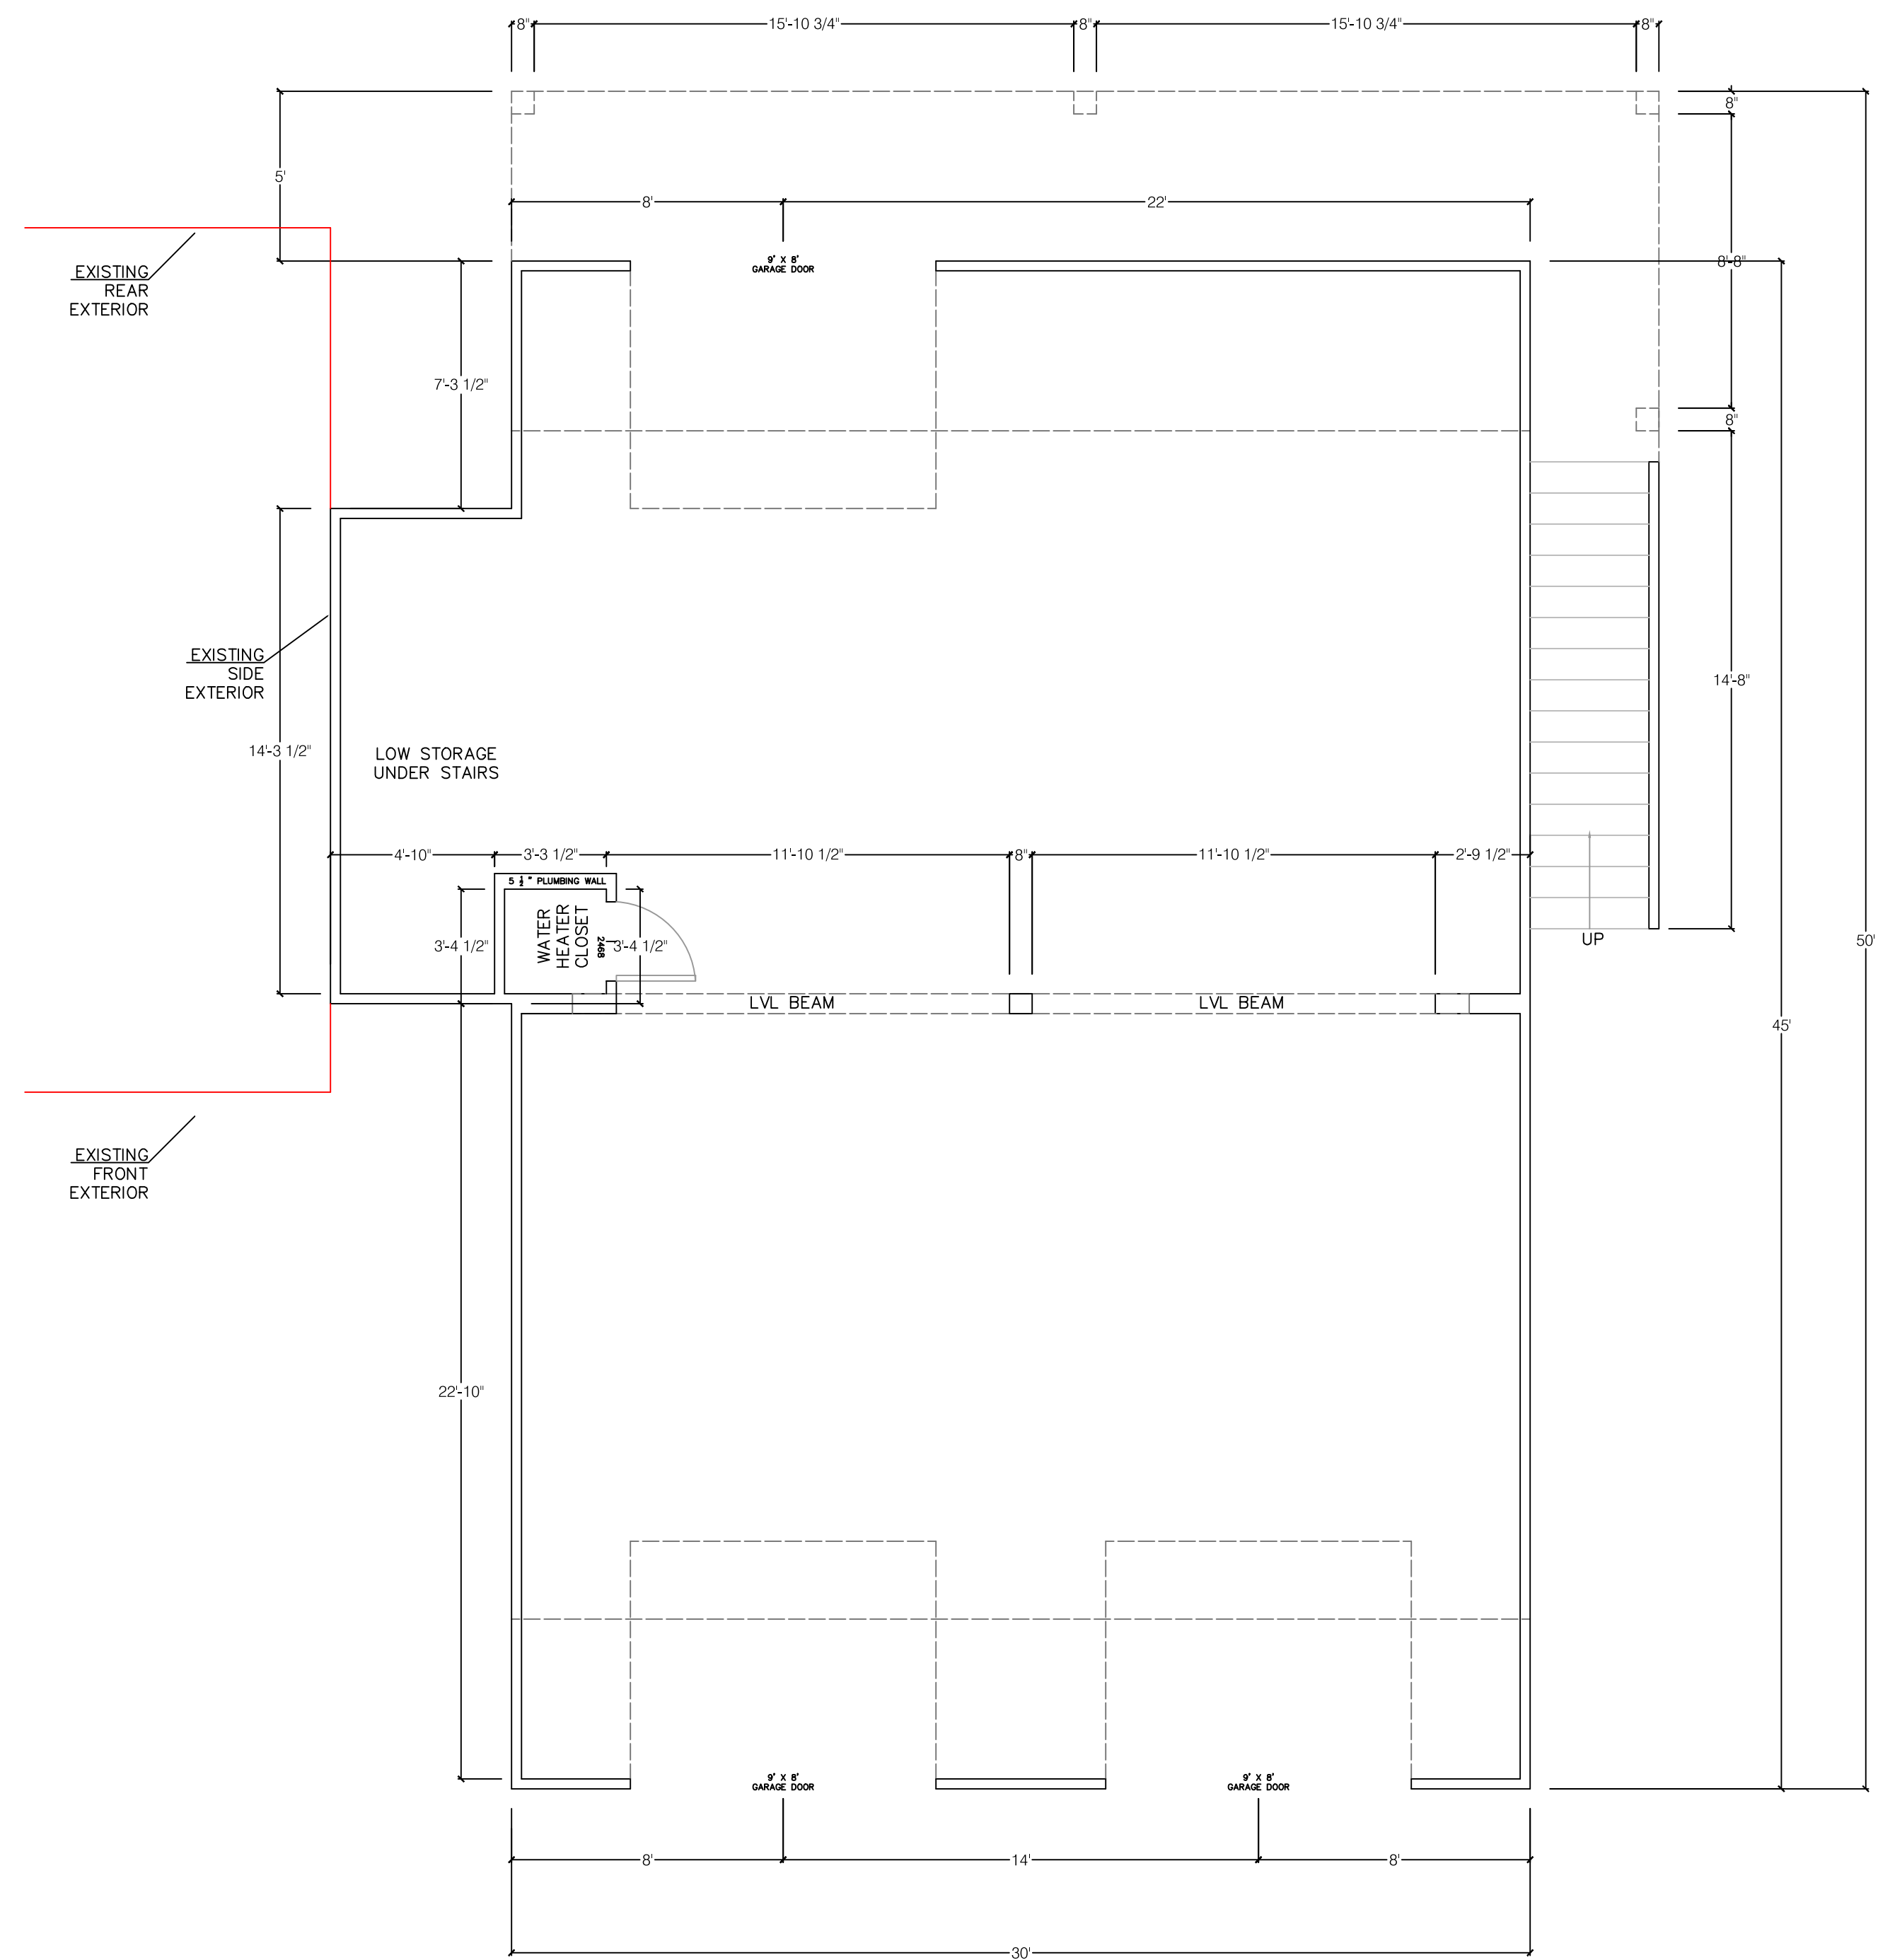 8"
15'-10 3/4"
8"
15'-10 3/4"
8"
8"
5'
8'
22'
9' X 8'
GARAGE DOOR
8'-8"
EXISTING
REAR
EXTERIOR
7'-3 1/2"
8"
EXISTING
SIDE
EXTERIOR
14'-8"
14'-3 1/2"
LOW STORAGE
UNDER STAIRS
4'-10"
3'-3 1/2"
11'-10 1/2"
8"
11'-10 1/2"
2'-9 1/2"
5 1/2" PLUMBING WALL
WATER
HEATER
CLOSET
2468
3'-4 1/2"
3'-4 1/2"
UP
50'
LVL BEAM
LVL BEAM
45'
EXISTING
FRONT
EXTERIOR
22'-10"
9' X 8'
GARAGE DOOR
9' X 8'
GARAGE DOOR
8'
14'
8'
30'